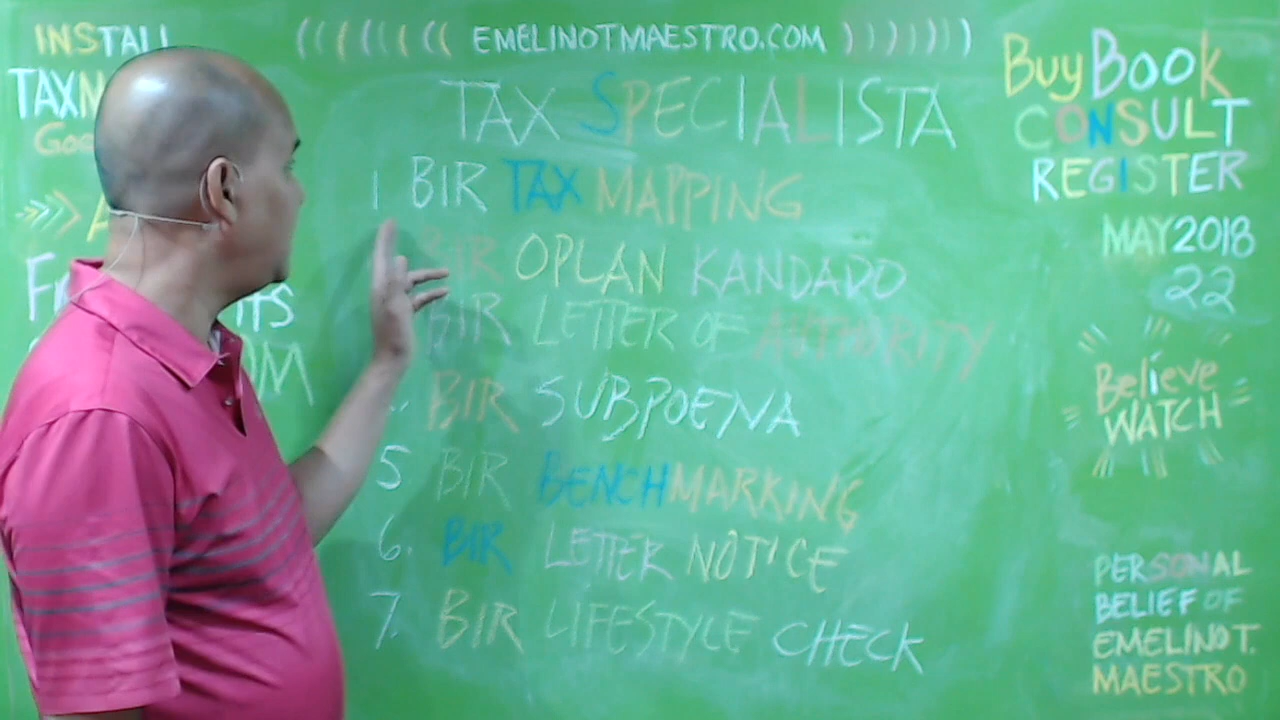 INSTALL
TAXM
Goo
((((((((( EMELINOTMAESTRO.COM )))))))
TAX SPECIALISTA
1 BIR TAX MAPPING
BIR OPLAN KANDADO
BIR LETTER OF AUTHORITY
BIR SUBPOENA
5 BIR BENCHMARKING
6. BIR LETTER NOTICE
7. BIR LIFESTYLE CHECK
BUY BOOK
CONSULT
REGISTER
MAY 2018
22
Believe
WATCH
PERSONAL
BELIEF OF
EMELINO T.
MAESTRO